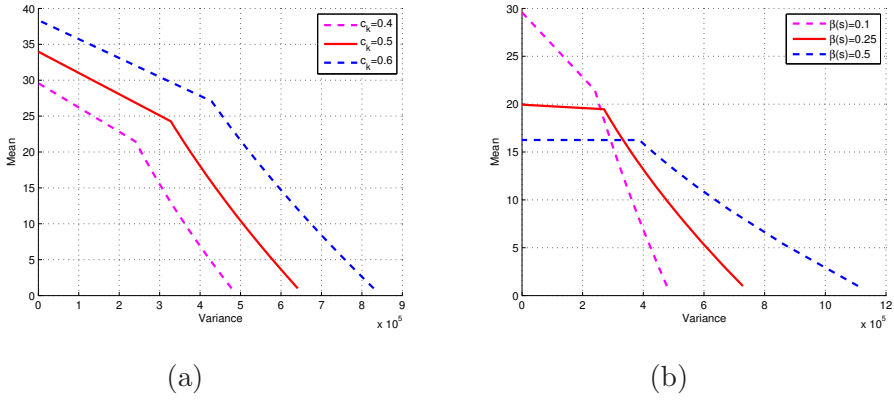 40
35
30
25
20
15
10
5
0
Mean
0 1 2 3 4 5 6 7 8 9
Variance
x 10^5
c_k=0.4
c_k=0.5
c_k=0.6
(a)
30
25
20
15
10
5
0
Mean
0 2 4 6 8 10 12
Variance
x 10^5
β(s)=0.1
β(s)=0.25
β(s)=0.5
(b)